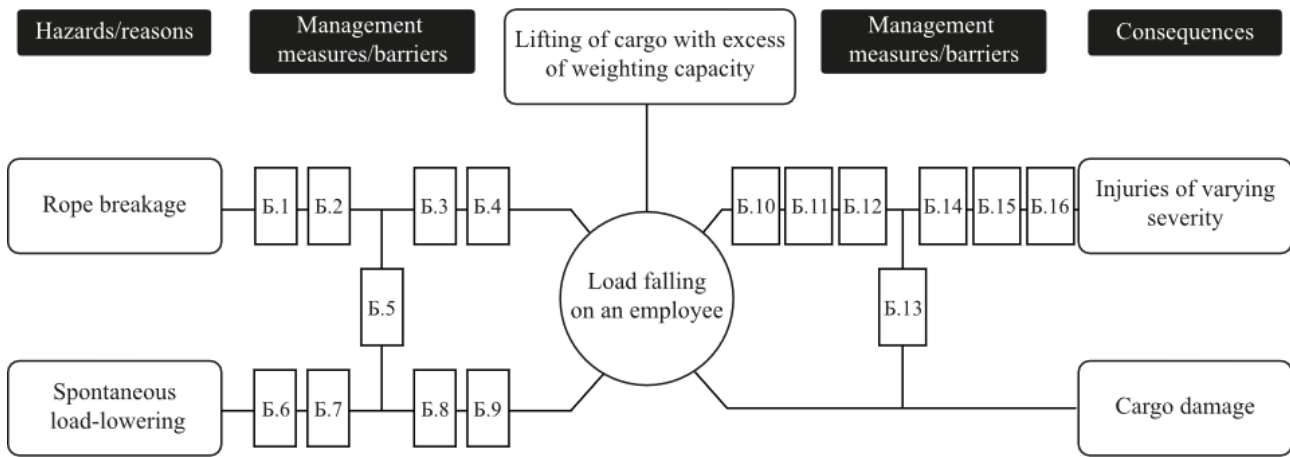 Hazards/reasons
Management
measures/barriers
Lifting of cargo with excess
of weighting capacity
Management
measures/barriers
Consequences
Rope breakage
Б.1
Б.2
Б.3
Б.4
Б.10
Б.11
Б.12
Б.14
Б.15
Б.16
Injuries of varying
severity
Load falling
on an employee
Б.5
Б.13
Spontaneous
load-lowering
Б.6
Б.7
Б.8
Б.9
Cargo damage